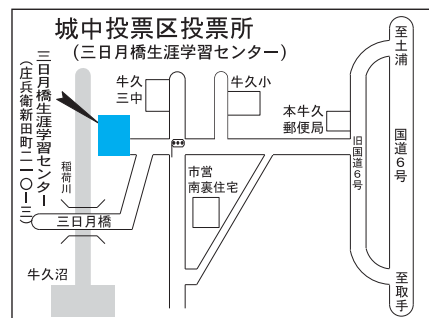 城中投票区投票所
(三日月橋生涯学習センター)
三日月橋生涯学習センター
(庄兵衛新田町二一〇ー三)
牛久
三中
牛久小
本牛久
郵便局
至土浦
国道6号
旧国道6号
至取手
市営
南裏住宅
稲荷川
三日月橋
牛久沼